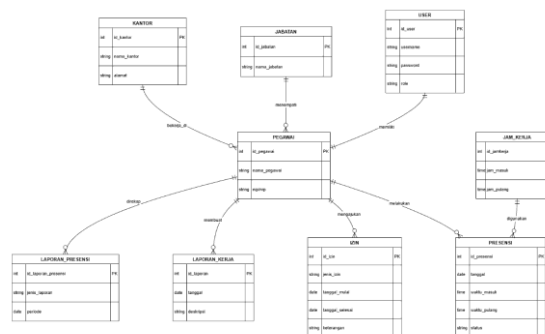 KANTOR
int id_kantor PK
string nama_kantor
string alamat
JABATAN
int id_jabatan PK
string nama_jabatan
USER
int id_user PK
string username
string password
string role
bekerja_di
menempati
memiliki
PEGAWAI
int id_pegawai PK
string nama_pegawai
string
JAM_KERJA
int id_jamkerja PK
time jam_masuk
time jam_pulang
direkap
membuat
mengajukan
melakukan
digunakan
LAPORAN_PRESENSI
int id_laporan_presensi PK
string jenis_laporan
date periode
LAPORAN_KERJA
int id_laporan PK
date tanggal
string deskripsi
IZIN
int id_izin PK
string jenis_izin
date tanggal_mulai
date tanggal_selesai
string keterangan
PRESENSI
int id_presensi PK
date tanggal
time waktu_masuk
time waktu_pulang
string status